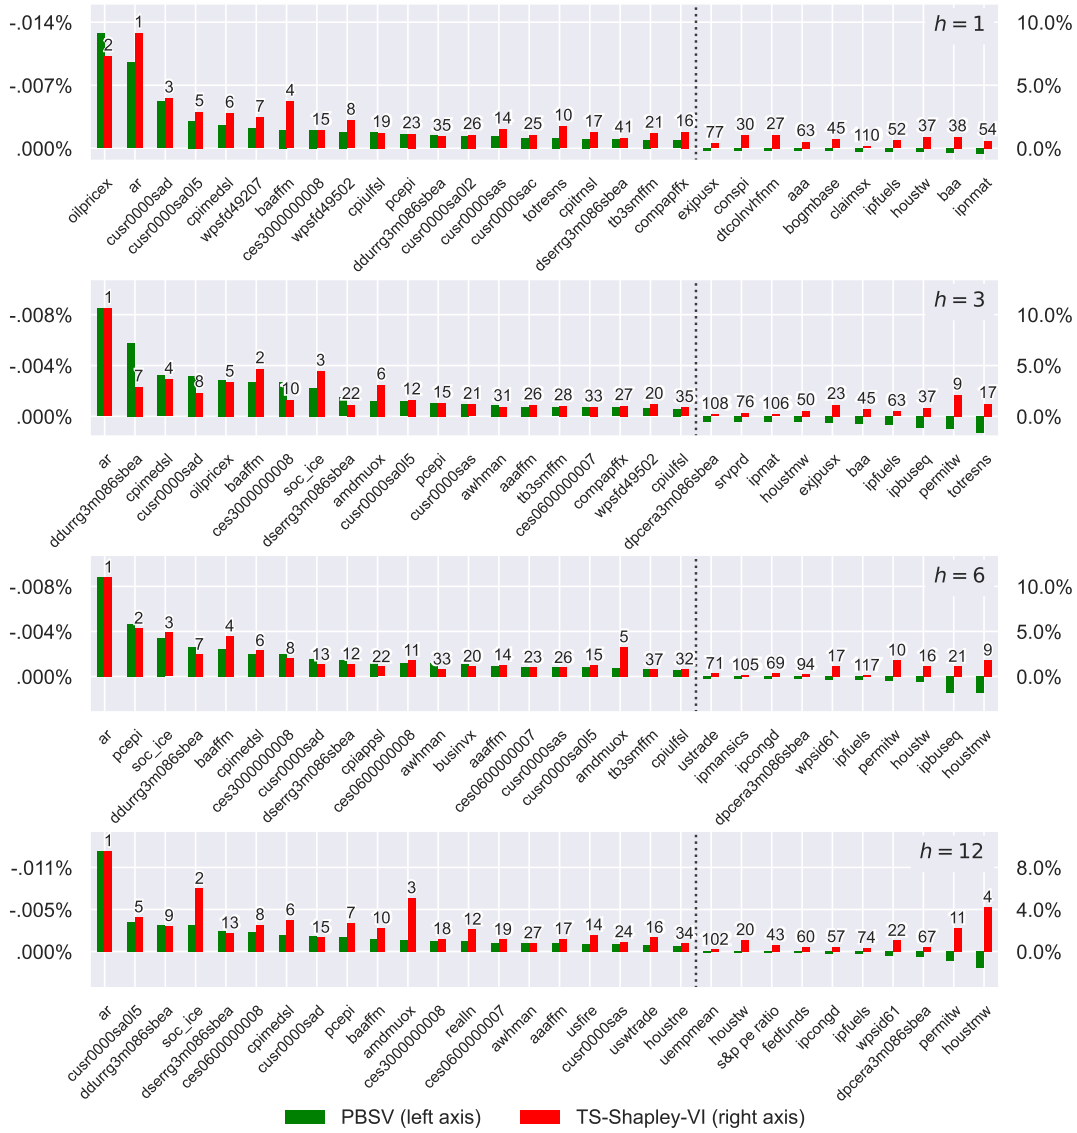 -.014%
-.007%
.000%
10.0%
5.0%
0.0%
h = 1
2 1 3 5 6 7 4 15 8 19 23 35 26 14 25 10 17 41 21 16 77 30 27 63 45 110 52 37 38 54
oilpricex ar cusr0000sad cusr0000sa0l5 cpimedsl wpsfd49207 baaffm ces3000000008 wpsfd49502 cpiulfsl pcepi ddurrg3m086sbea cusr0000sa0l2 cusr0000sas cusr0000sac totresns cpitrnsl dserrg3m086sbea tb3smffm compapffx exjpusx conspi dtcolnvhfnm aaa bogmbase claimsx ipfuels houstw baa ipnmat
-.008%
-.004%
.000%
10.0%
5.0%
0.0%
h = 3
1 7 4 8 5 2 10 3 22 6 12 15 21 31 26 28 33 27 20 35 108 76 106 50 23 45 63 37 9 17
ar ddurrg3m086sbea cpimedsl cusr0000sad oilpricex baaffm ces3000000008 soc_ice dserrg3m086sbea amdmuox cusr0000sa0l5 pcepi cusr0000sas awhman aaaffm tb3smffm ces0600000007 compapffx wpsfd49502 cpiulfsl dpcera3m086sbea srvprd ipmat houstmw exjpusx baa ipfuels ipbuseq permitw totresns
-.008%
-.004%
.000%
10.0%
5.0%
0.0%
h = 6
1 2 3 7 4 6 8 13 12 22 11 33 20 14 23 26 15 5 37 32 71 105 69 94 17 117 10 16 21 9
ar pcepi soc_ice ddurrg3m086sbea baaffm cpimedsl ces3000000008 cusr0000sad dserrg3m086sbea cpiappsl ces0600000008 awhman businvx aaaffm ces0600000007 cusr0000sas cusr0000sa0l5 amdmuox tb3smffm cpiulfsl ustrade ipmansics ipcongd dpcera3m086sbea wpsid61 ipfuels permitw houstw ipbuseq houstmw
-.011%
-.005%
.000%
8.0%
4.0%
0.0%
h = 12
1 5 9 2 13 8 6 15 7 10 3 18 12 19 27 17 14 24 16 34 102 20 43 60 57 74 22 67 11 4
ar cusr0000sa0l5 ddurrg3m086sbea soc_ice dserrg3m086sbea ces0600000008 cpimedsl cusr0000sad pcepi baaffm amdmuox ces3000000008 realln ces0600000007 awhman aaaffm usfire cusr0000sas uswtrade houstne uempmean houstw s&p pe ratio fedfunds ipcongd ipfuels wpsid61 dpcera3m086sbea permitw houstmw
PBSV (left axis) TS-Shapley-VI (right axis)